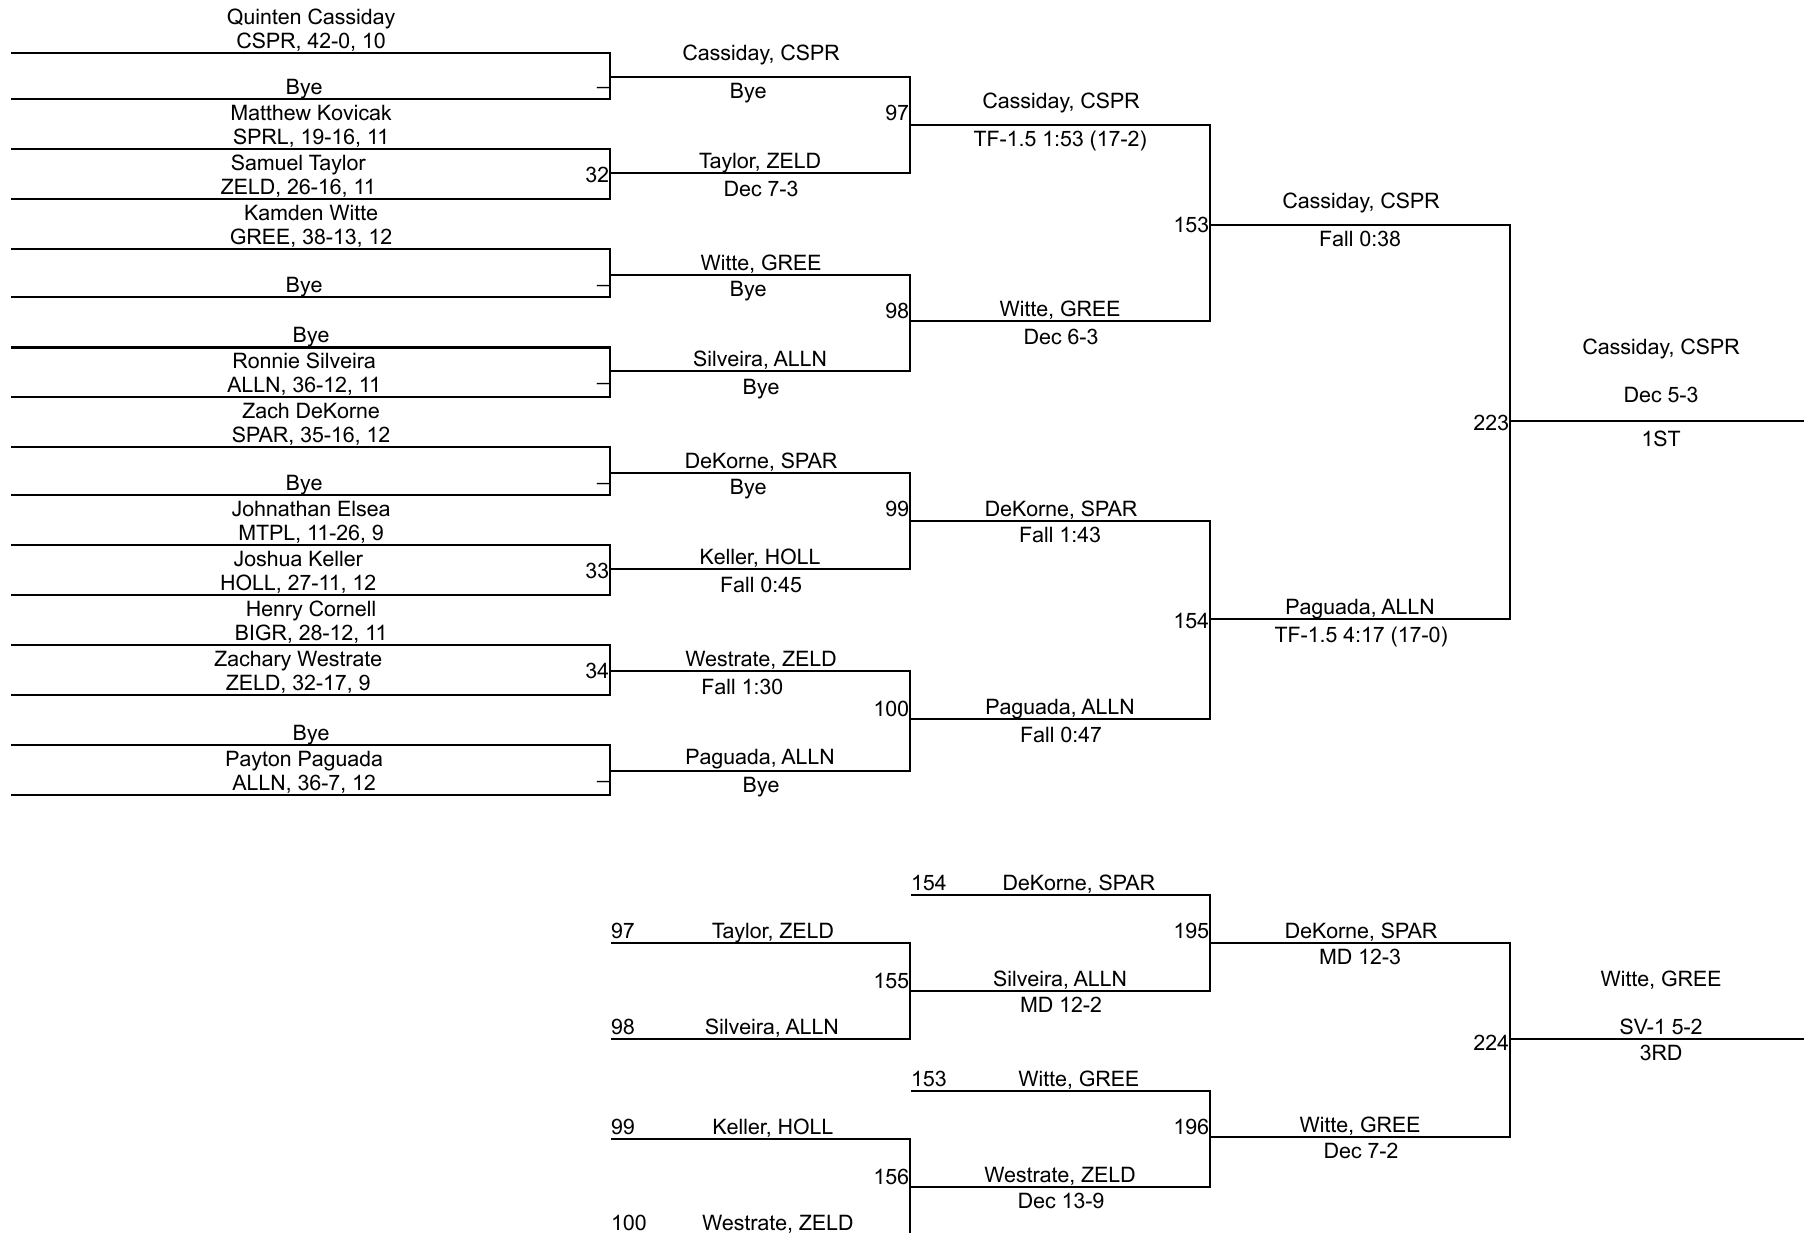 Quinten Cassiday
CSPR, 42-0, 10
Bye
Matthew Kovicak
SPRL, 19-16, 11
Samuel Taylor
ZELD, 26-16, 11
32
Kamden Witte
GREE, 38-13, 12
Bye
Bye
Ronnie Silveira
ALLN, 36-12, 11
Zach DeKorne
SPAR, 35-16, 12
Bye
Johnathan Elsea
MTPL, 11-26, 9
Joshua Keller
HOLL, 27-11, 12
33
Henry Cornell
BIGR, 28-12, 11
Zachary Westrate
ZELD, 32-17, 9
34
Bye
Payton Paguada
ALLN, 36-7, 12
Cassiday, CSPR
Bye
97
Taylor, ZELD
Dec 7-3
Witte, GREE
Bye
98
Silveira, ALLN
Bye
DeKorne, SPAR
Bye
99
Keller, HOLL
Fall 0:45
Westrate, ZELD
Fall 1:30
100
Paguada, ALLN
Bye
Cassiday, CSPR
TF-1.5 1:53 (17-2)
153
Witte, GREE
Dec 6-3
DeKorne, SPAR
Fall 1:43
154
Paguada, ALLN
Fall 0:47
Cassiday, CSPR
Fall 0:38
223
Paguada, ALLN
TF-1.5 4:17 (17-0)
Cassiday, CSPR
Dec 5-3
1ST
97 Taylor, ZELD
155
98 Silveira, ALLN
99 Keller, HOLL
156
100 Westrate, ZELD
154 DeKorne, SPAR
195
Silveira, ALLN
MD 12-2
153 Witte, GREE
196
Westrate, ZELD
Dec 13-9
DeKorne, SPAR
MD 12-3
224
Witte, GREE
Dec 7-2
Witte, GREE
SV-1 5-2
3RD